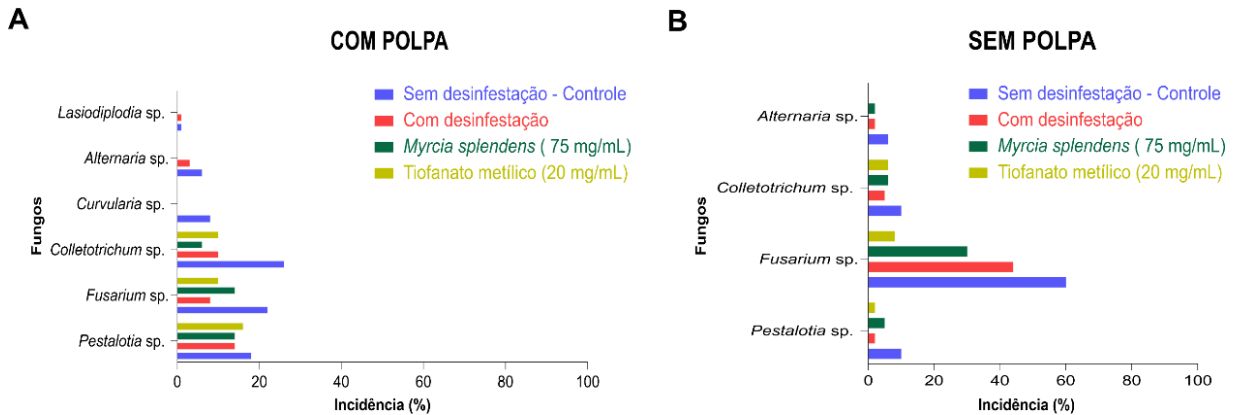 A
COM POLPA
Sem desinfestação - Controle
Com desinfestação
Myrcia splendens ( 75 mg/mL)
Tiofanato metílico (20 mg/mL)
Fungos
Lasiodiplodia sp.
Alternaria sp.
Curvularia sp.
Colletotrichum sp.
Fusarium sp.
Pestalotia sp.
0 20 40 60 80 100
Incidência (%)
B
SEM POLPA
Sem desinfestação - Controle
Com desinfestação
Myrcia splendens ( 75 mg/mL)
Tiofanato metílico (20 mg/mL)
Fungos
Alternaria sp.
Colletotrichum sp.
Fusarium sp.
Pestalotia sp.
0 20 40 60 80 100
Incidência (%)